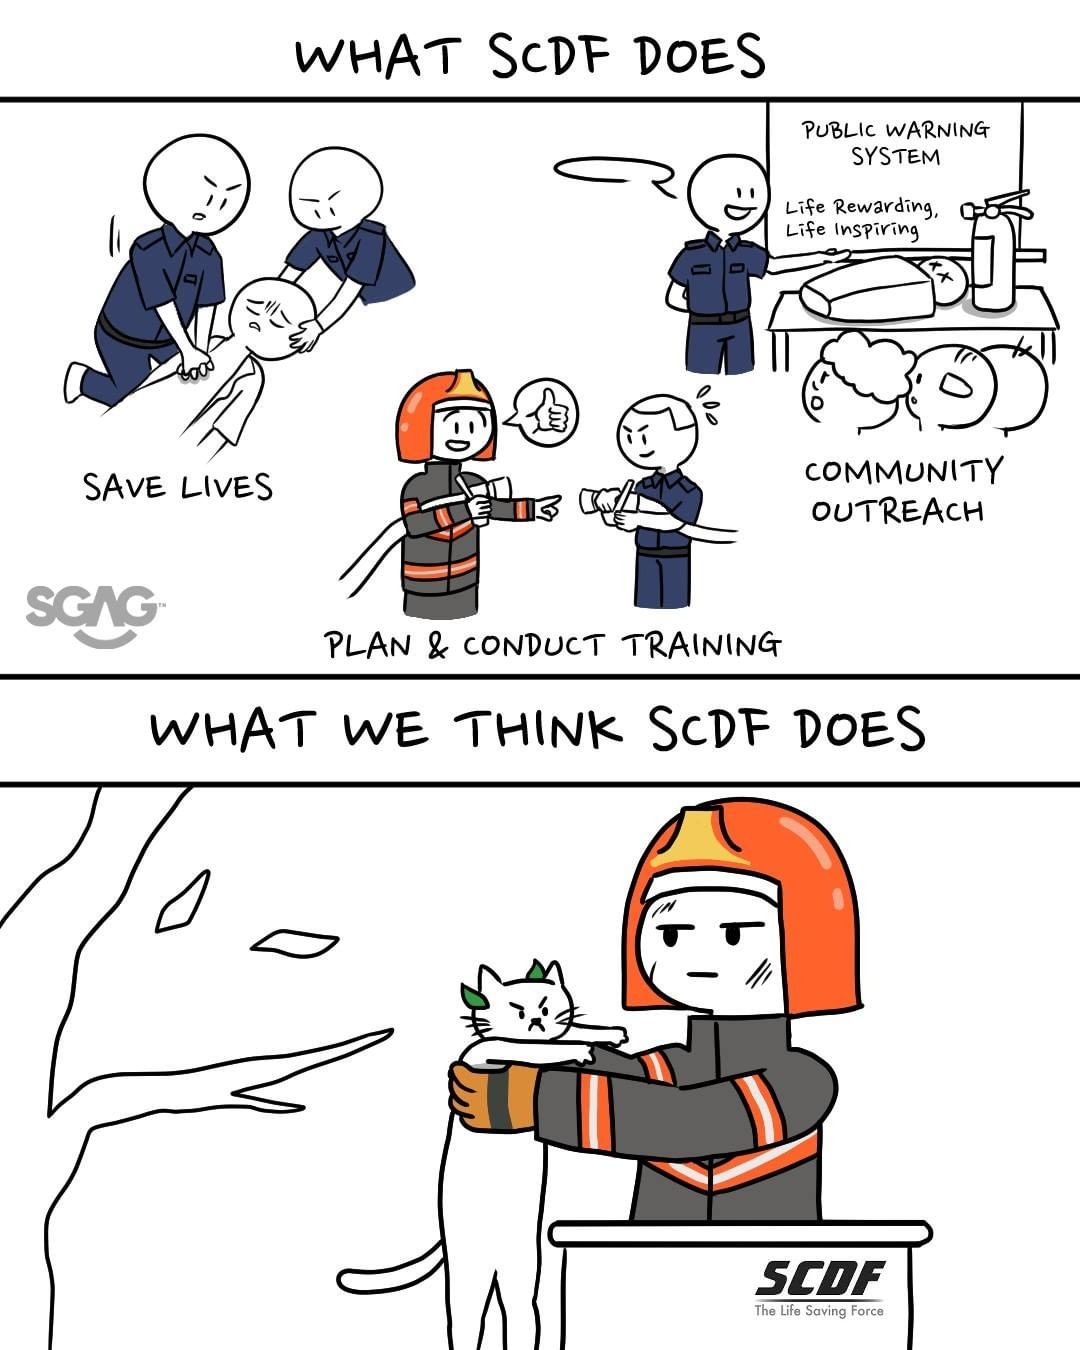 WHAT SCDF DOES
PUBLIC WARNING
SYSTEM
Life Rewarding,
Life Inspiring
SAVE LIVES
COMMUNITY
OUTREACH
SGAG™
PLAN & CONDUCT TRAINING
WHAT WE THINK SCDF DOES
SCDF
The Life Saving Force